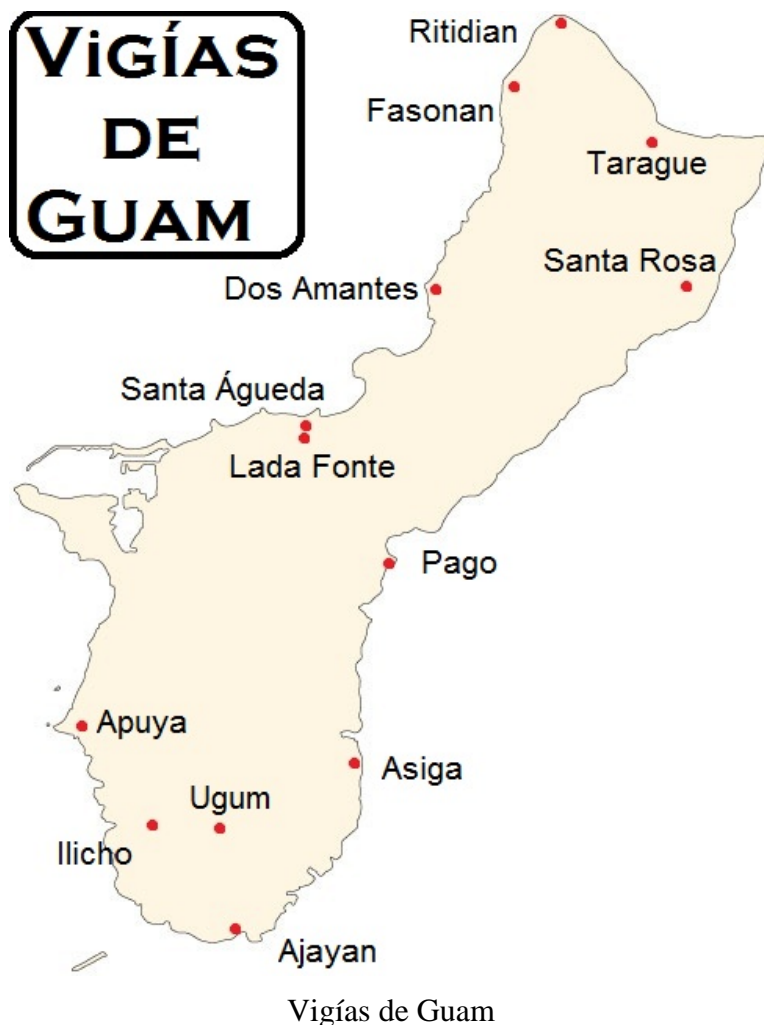 VIGÍAS
DE
GUAM
Ritidian
Fasonan
Tarague
Santa Rosa
Dos Amantes
Santa Águeda
Lada Fonte
Pago
Apuya
Asiga
Ugum
Ilicho
Ajayan
Vigías de Guam